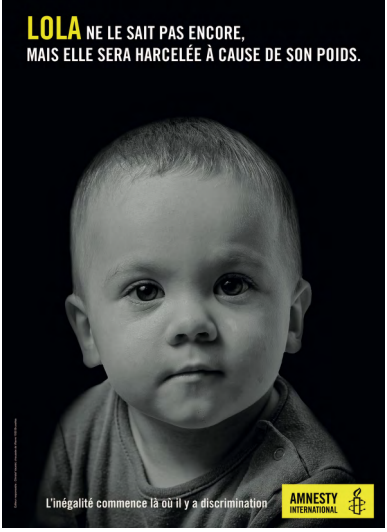 LOLA NE LE SAIT PAS ENCORE,
MAIS ELLE SERA HARCELÉE À CAUSE DE SON POIDS.
L'inégalité commence là où il y a discrimination
AMNESTY
INTERNATIONAL